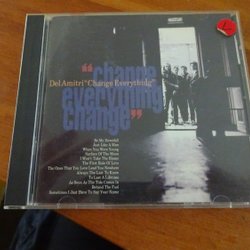 "change
Del Amitri "Change Everything"
everything
change"
Be My Downfall
Just Like A Man
When You Were Young
Surface Of The Moon
I Won't Take The Blame
The First Rule Of Love
The Ones That You Love Lead You Nowhere
Always The Last To Know
To Last A Lifetime
As Soon As The Tide Comes In
Behind The Fool
Sometimes I Just Have To Say Your Name